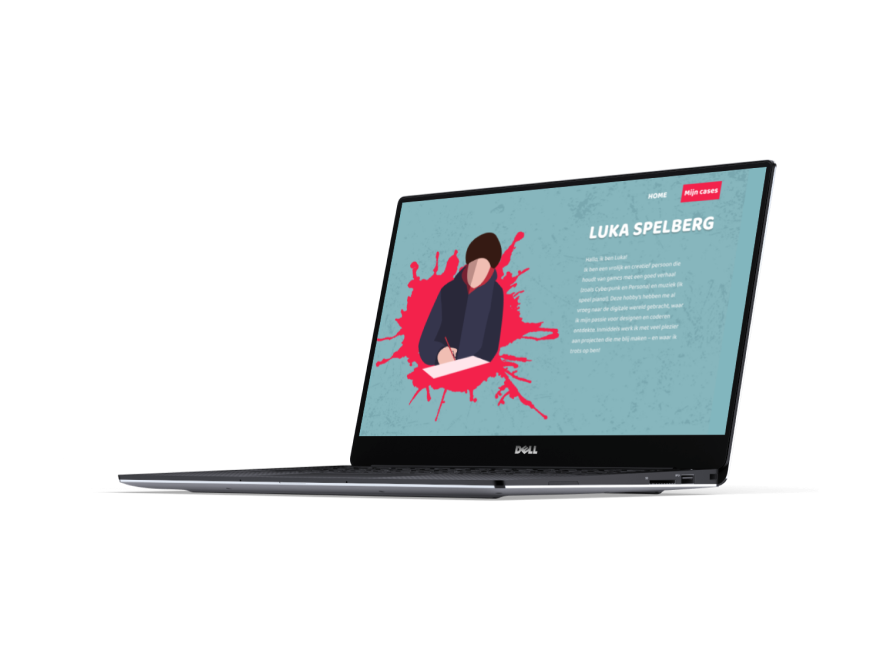 HOME
Mijn cases
LUKA SPELBERG
Hallo, ik ben Luka!
Ik ben een vrolijk en creatief persoon die
houdt van games met een goed verhaal
(zoals Cyberpunk en Persona) en muziek (ik
speel piano!). Deze hobby's hebben me al
vroeg naar de digitale wereld gebracht, waar
ik mijn passie voor designen en coderen
ontdekte. Inmiddels werk ik met veel plezier
aan projecten die me blij maken – en waar ik
trots op ben!
DELL